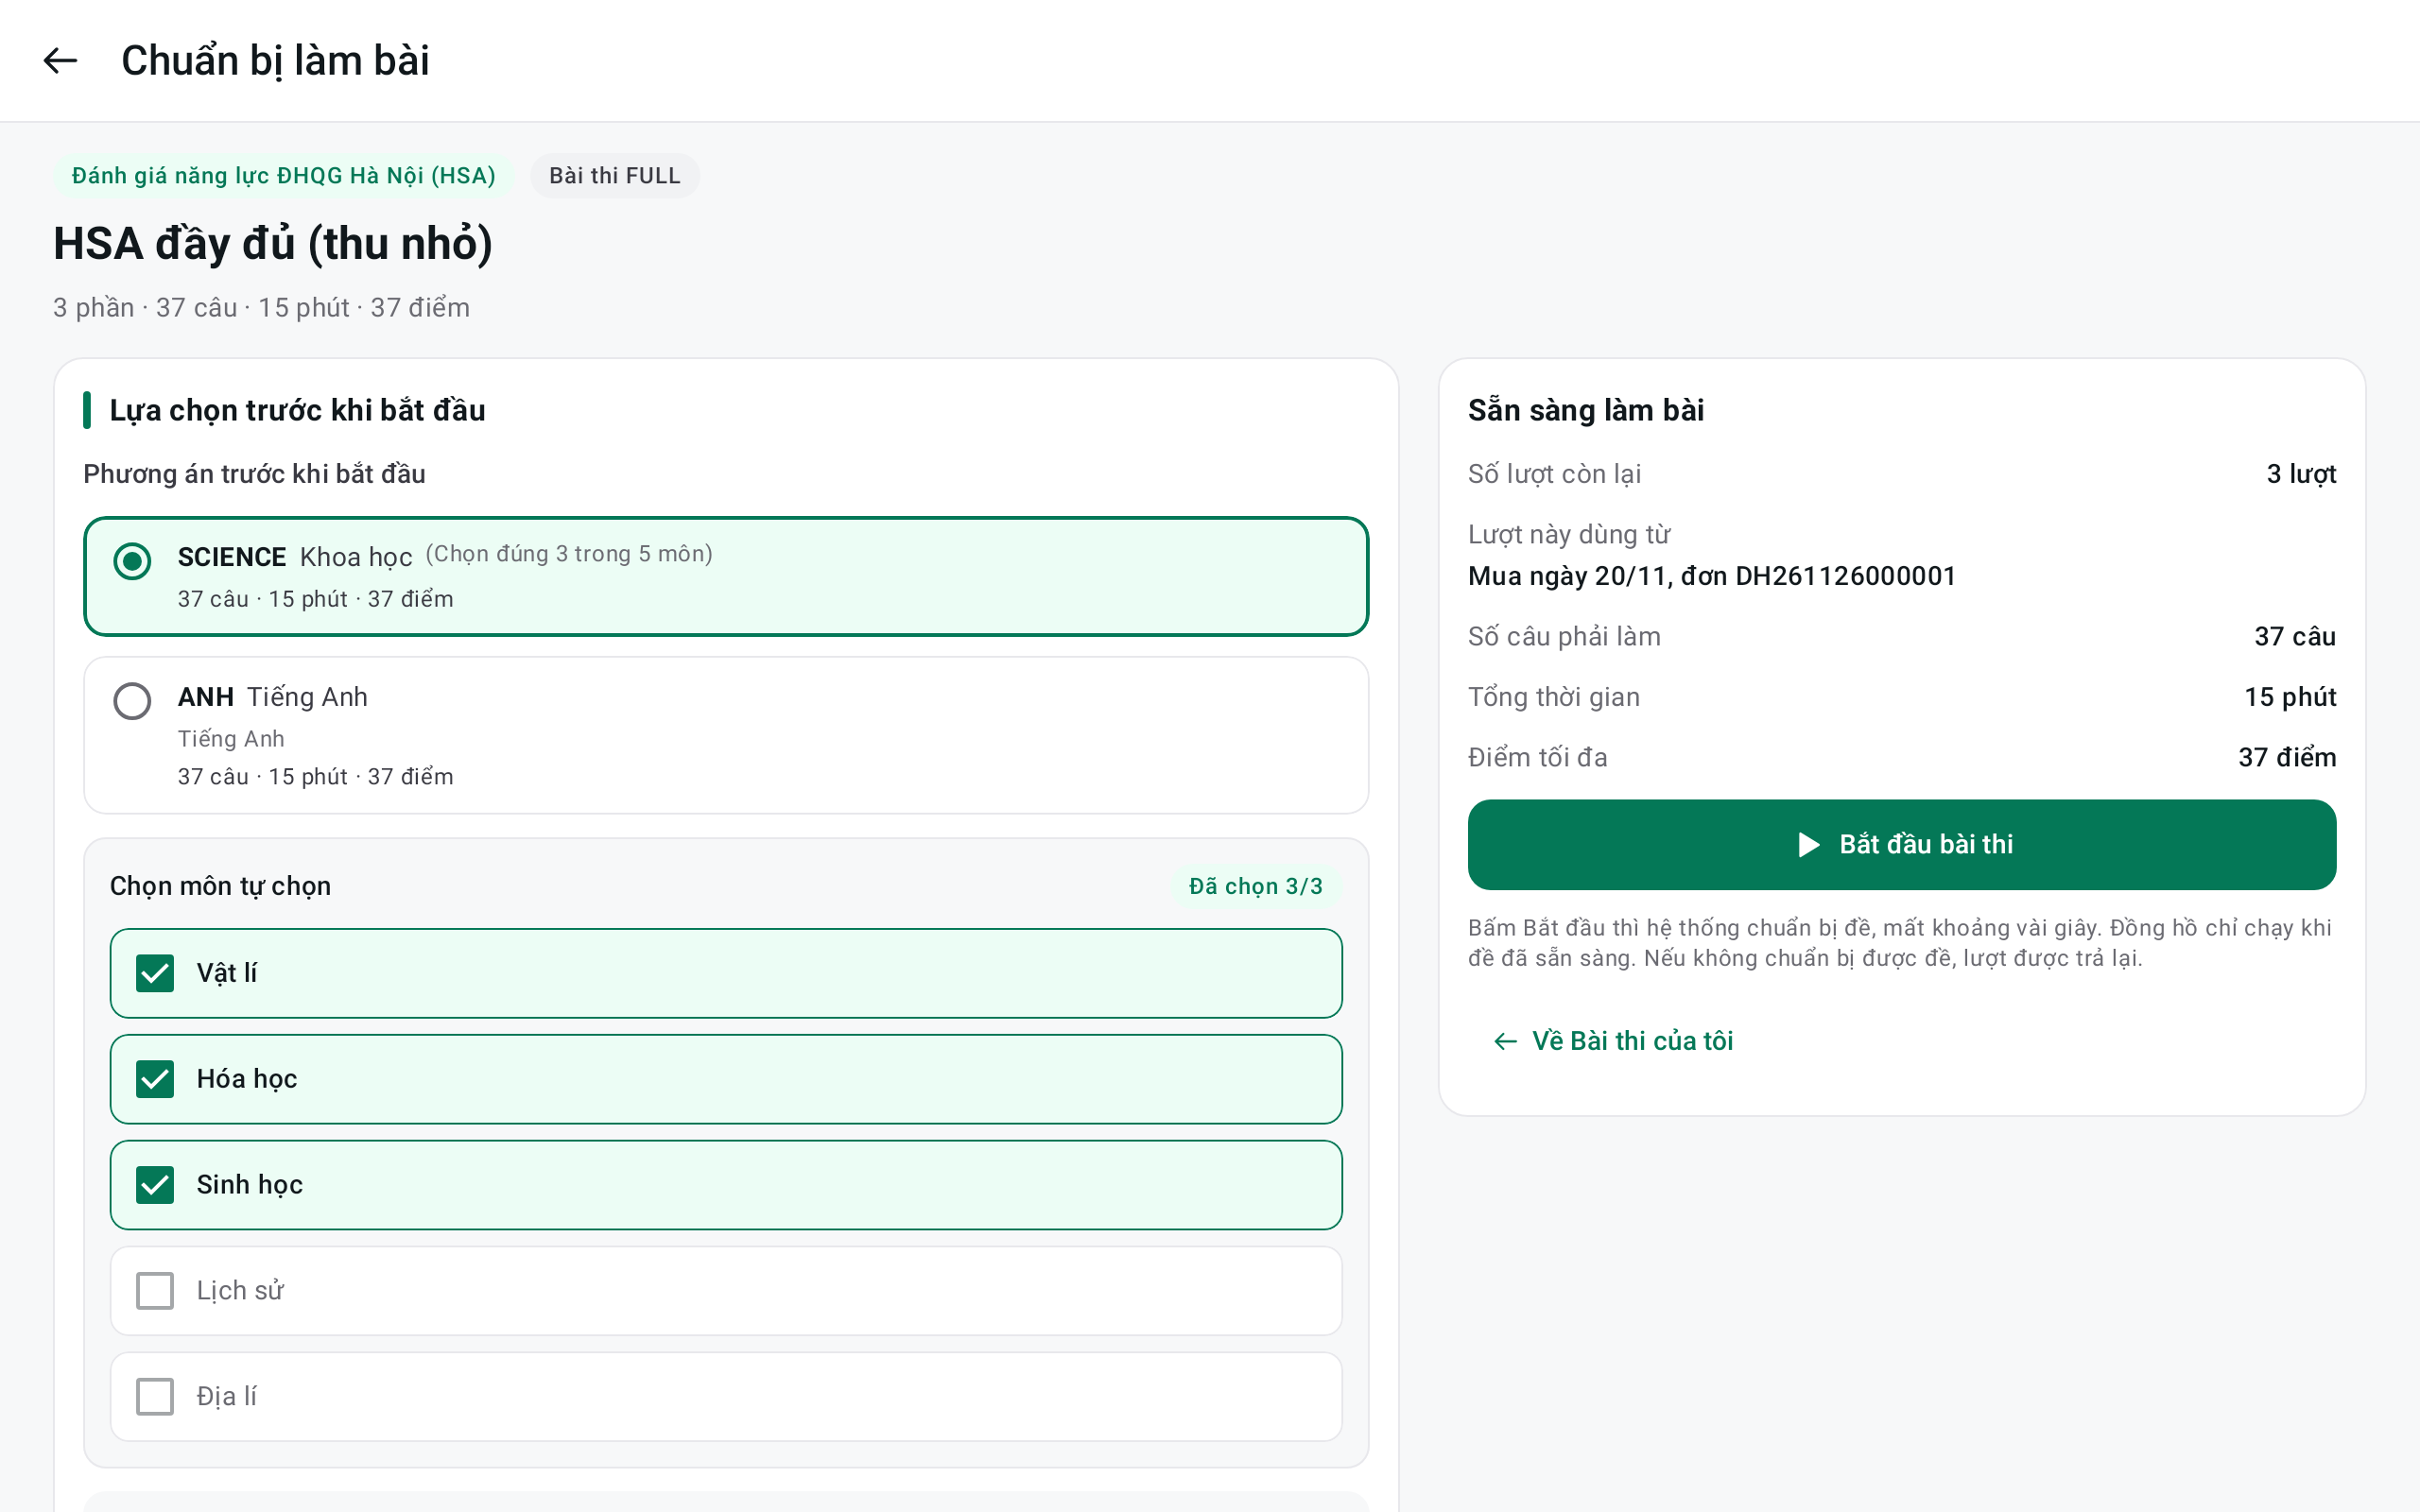 Chuẩn bị làm bài
Đánh giá năng lực ĐHQG Hà Nội (HSA)
Bài thi FULL
HSA đầy đủ (thu nhỏ)
3 phần · 37 câu · 15 phút · 37 điểm
Lựa chọn trước khi bắt đầu
Phương án trước khi bắt đầu
SCIENCE Khoa học (Chọn đúng 3 trong 5 môn)
37 câu · 15 phút · 37 điểm
ANH Tiếng Anh
Tiếng Anh
37 câu · 15 phút · 37 điểm
Chọn môn tự chọn
Đã chọn 3/3
Vật lí
Hóa học
Sinh học
Lịch sử
Địa lí
Sẵn sàng làm bài
Số lượt còn lại 3 lượt
Lượt này dùng từ
Mua ngày 20/11, đơn DH261126000001
Số câu phải làm 37 câu
Tổng thời gian 15 phút
Điểm tối đa 37 điểm
Bắt đầu bài thi
Bấm Bắt đầu thì hệ thống chuẩn bị đề, mất khoảng vài giây. Đồng hồ chỉ chạy khi
đề đã sẵn sàng. Nếu không chuẩn bị được đề, lượt được trả lại.
Về Bài thi của tôi